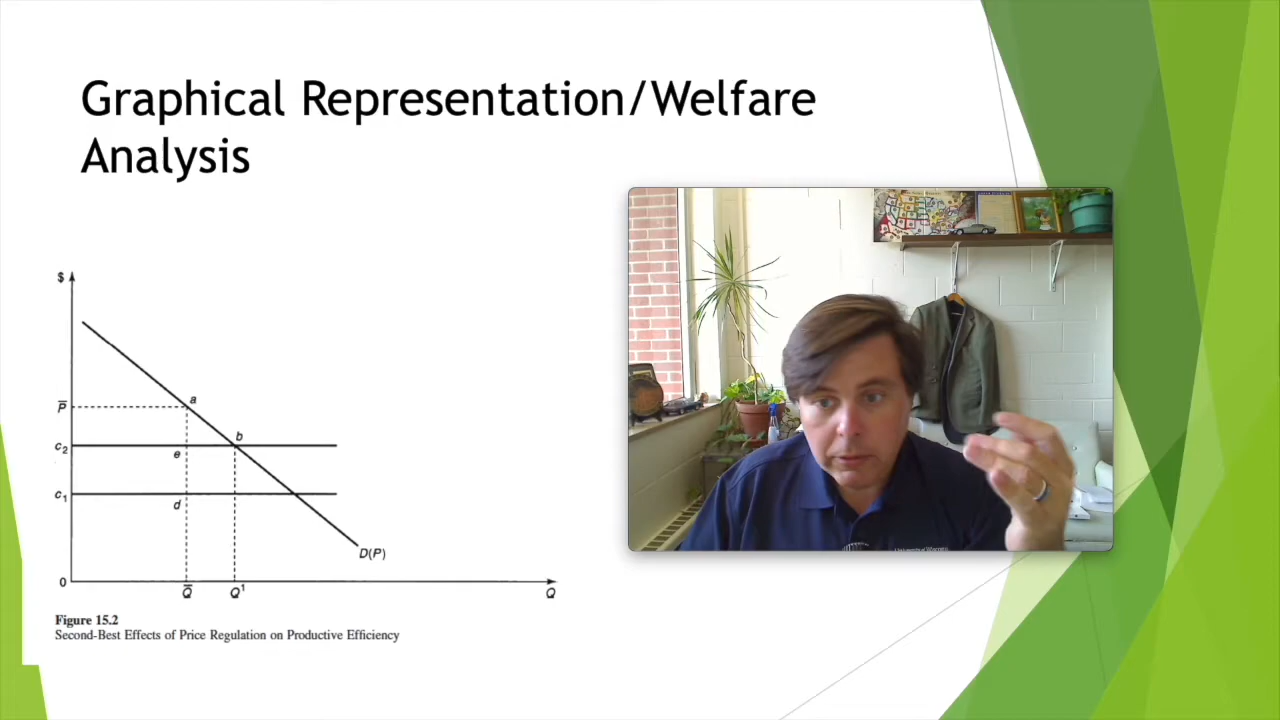 Graphical Representation/Welfare
Analysis
$
P̅
a
c₂
b
e
c₁
d
D(P)
0
Q̅
Q¹
Q
Figure 15.2
Second-Best Effects of Price Regulation on Productive Efficiency